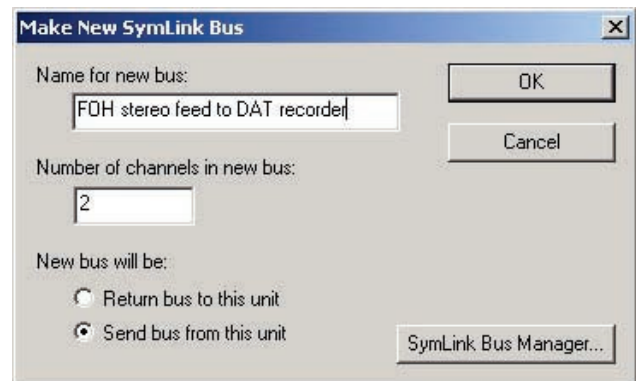 Make New SymLink Bus
Name for new bus:
FOH stereo feed to DAT recorder
OK
Cancel
Number of channels in new bus:
2
New bus will be:
Return bus to this unit
Send bus from this unit
SymLink Bus Manager...